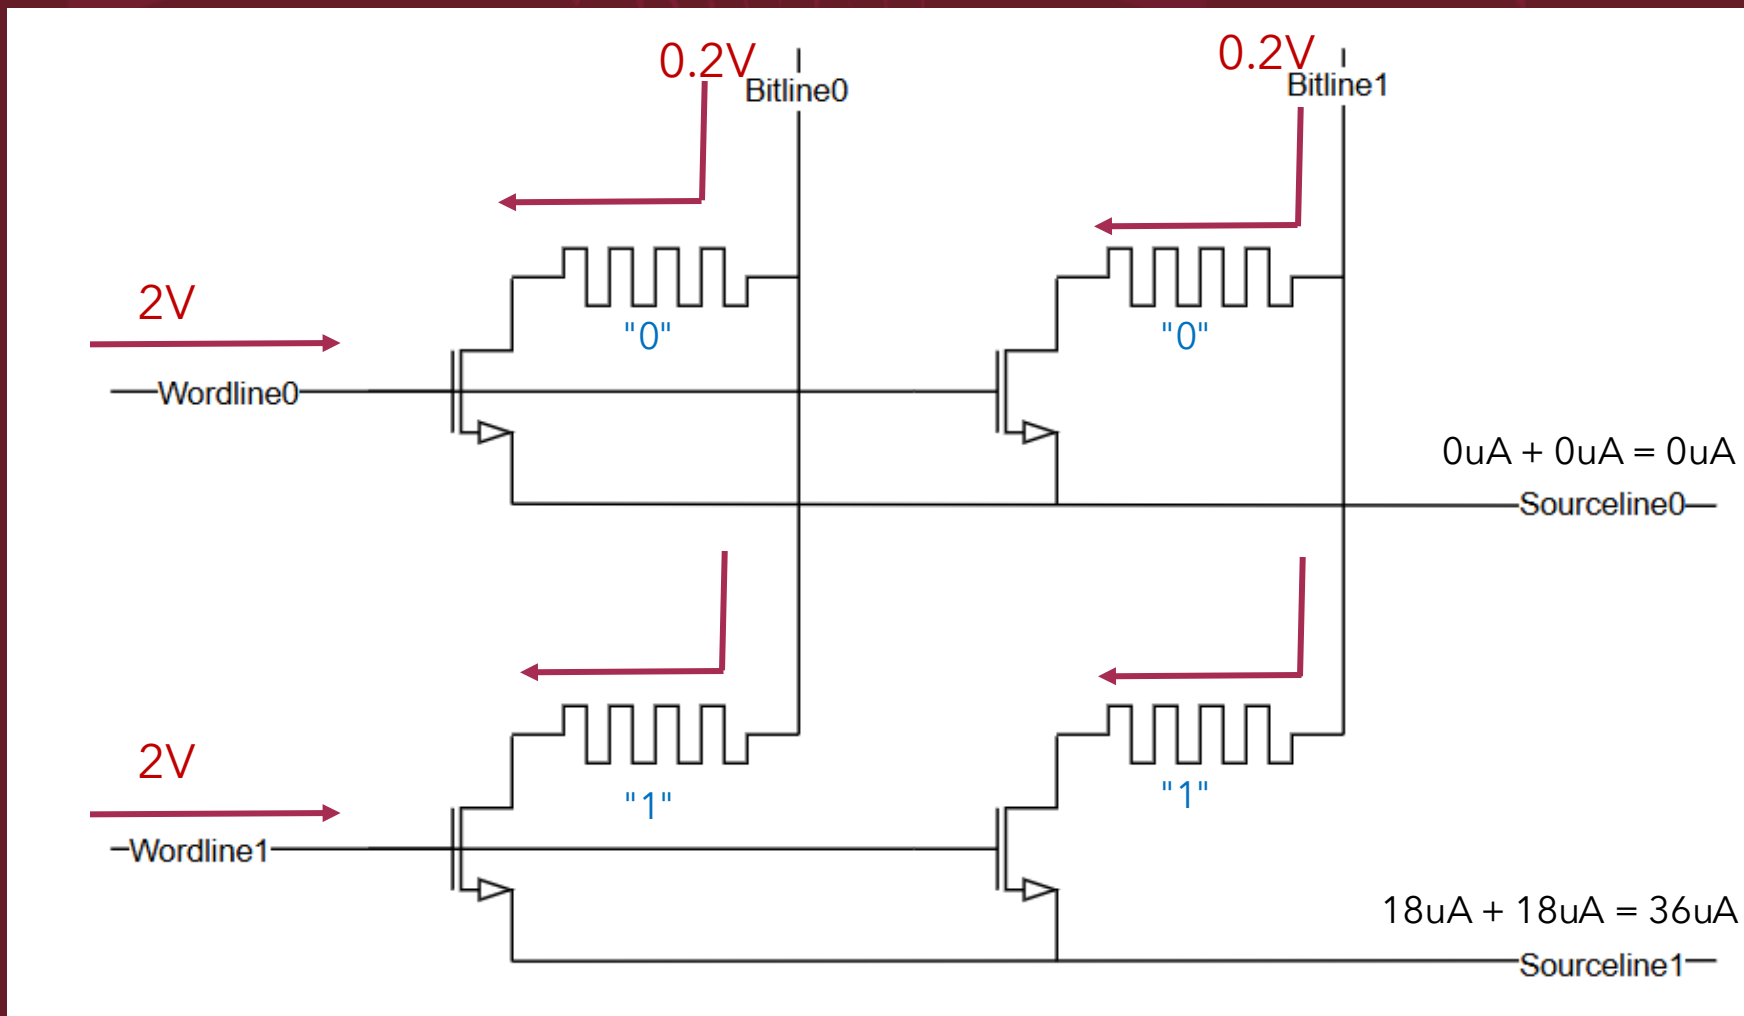 0.2V
0.2V
Bitline0
Bitline1
2V
"0"
"0"
Wordline0
0uA + 0uA = 0uA
Sourceline0
2V
"1"
"1"
Wordline1
18uA + 18uA = 36uA
Sourceline1